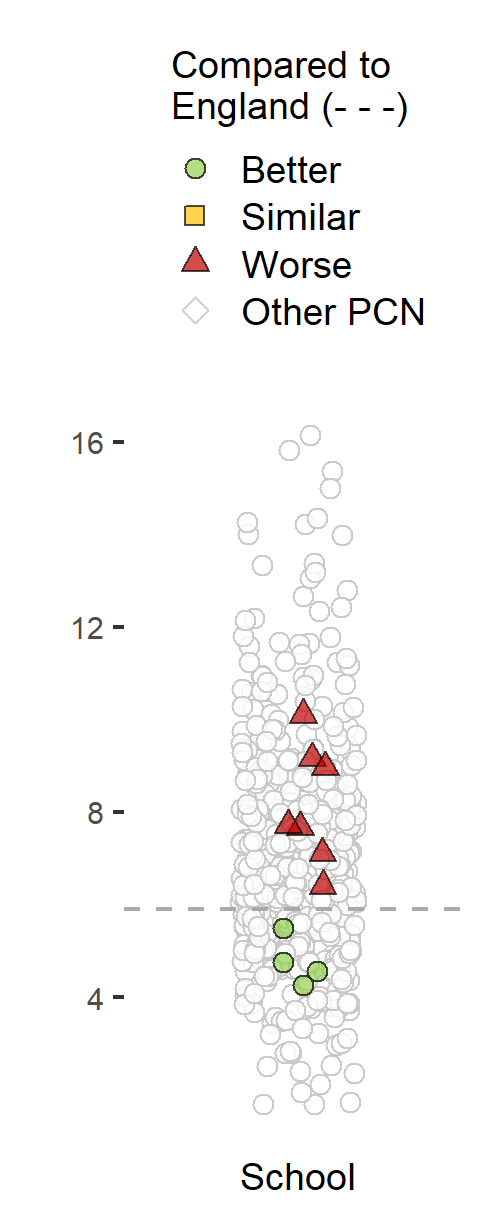 Compared to
England (- - -)
Better
Similar
Worse
Other PCN
16
12
8
4
School